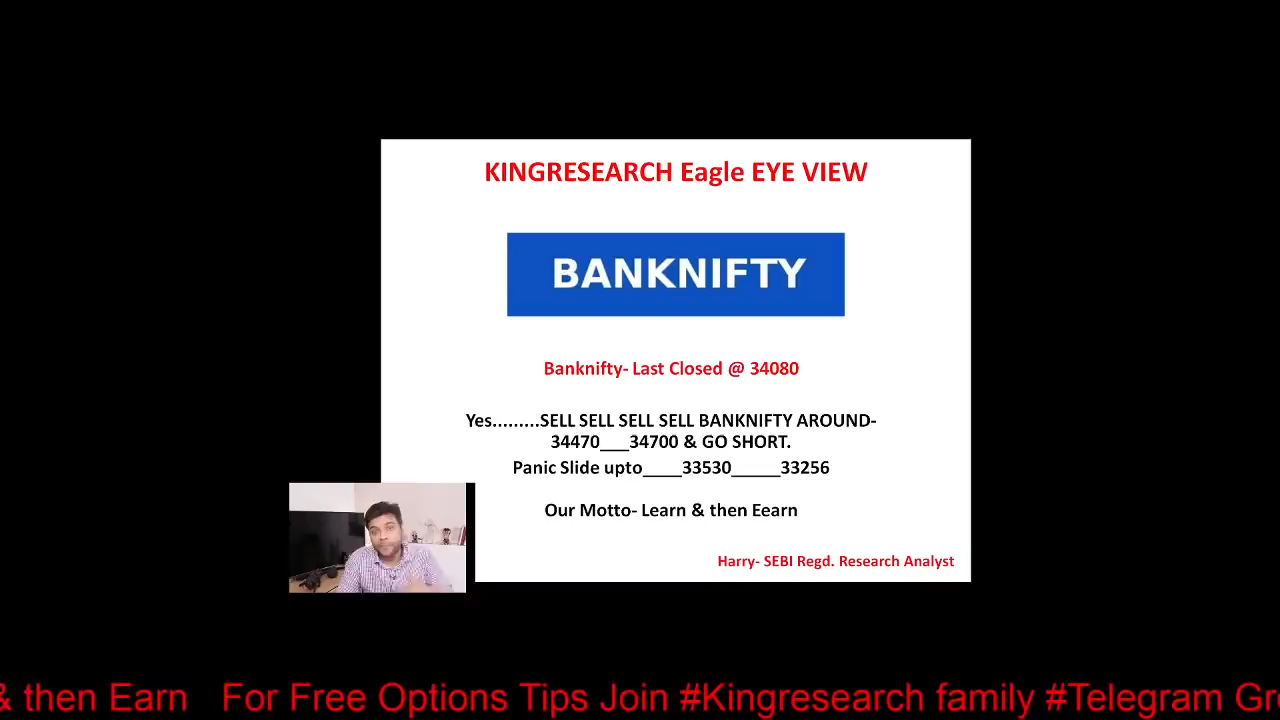 KINGRESEARCH Eagle EYE VIEW
BANKNIFTY
Banknifty- Last Closed @ 34080
Yes.........SELL SELL SELL SELL BANKNIFTY AROUND-
34470___34700 & GO SHORT.
Panic Slide upto____33530_____33256
Our Motto- Learn & then Eearn
Harry- SEBI Regd. Research Analyst
& then Earn For Free Options Tips Join #Kingresearch family #Telegram Gr